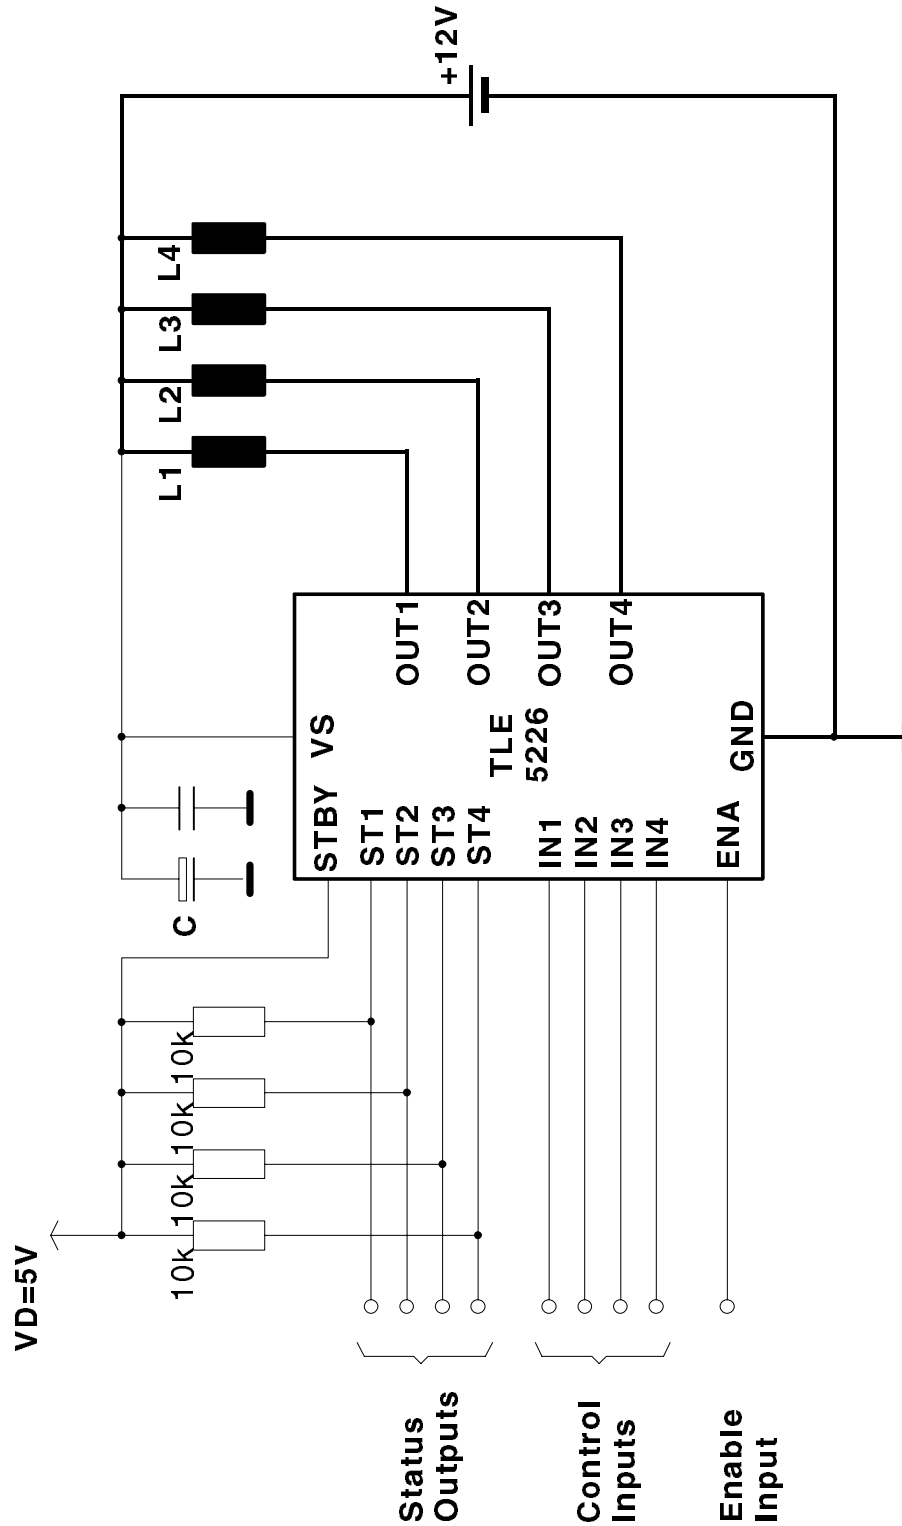 VD=5V
+12V
10k
10k
10k
10k
C
L1
L2
L3
L4
STBY
VS
ST1
ST2
ST3
ST4
OUT1
OUT2
OUT3
OUT4
TLE
5226
IN1
IN2
IN3
IN4
ENA
GND
Status
Outputs
Control
Inputs
Enable
Input